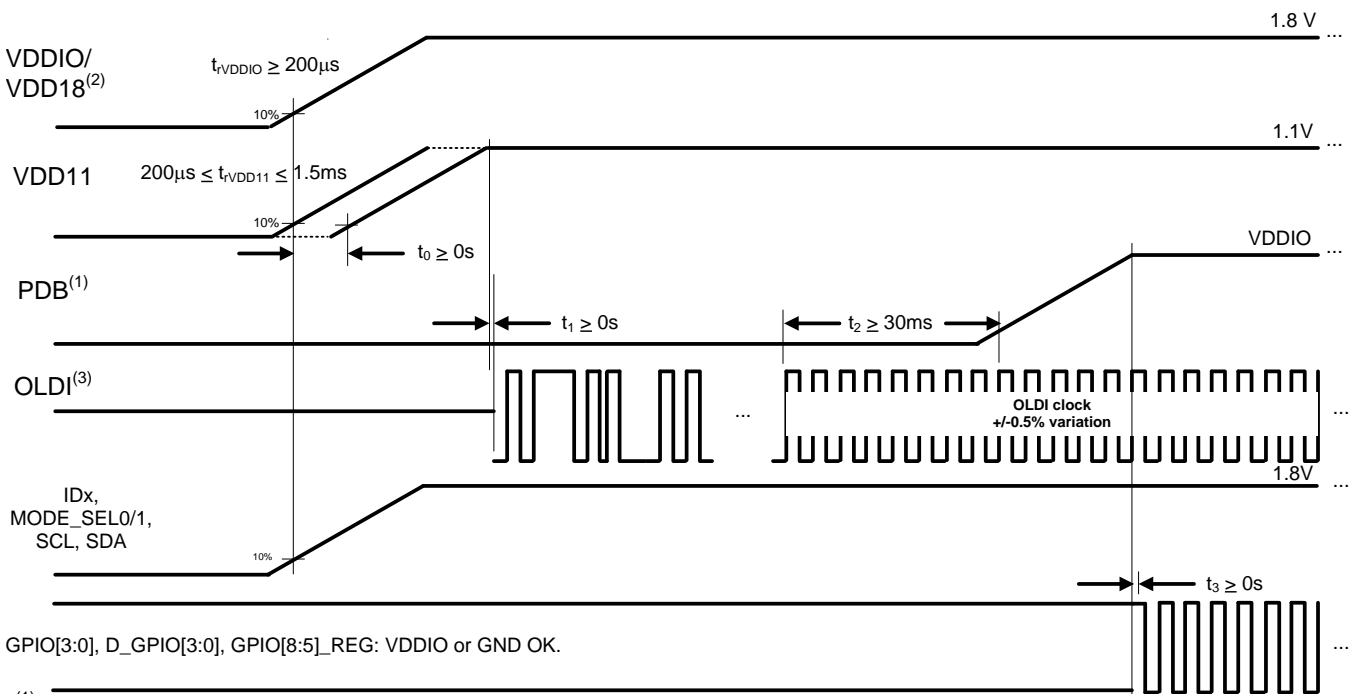 1.8 V
...
VDDIO/
VDD18(2)
trVDDIO ≥ 200μs
10%
1.1V
...
VDD11
200μs ≤ trVDD11 ≤ 1.5ms
10%
t0 ≥ 0s
VDDIO
...
PDB(1)
t1 ≥ 0s
t2 ≥ 30ms
OLDI(3)
...
OLDI clock
+/-0.5% variation
...
1.8V
...
IDx,
MODE_SEL0/1,
SCL, SDA
10%
t3 ≥ 0s
GPIO[3:0], D_GPIO[3:0], GPIO[8:5]_REG: VDDIO or GND OK.
...